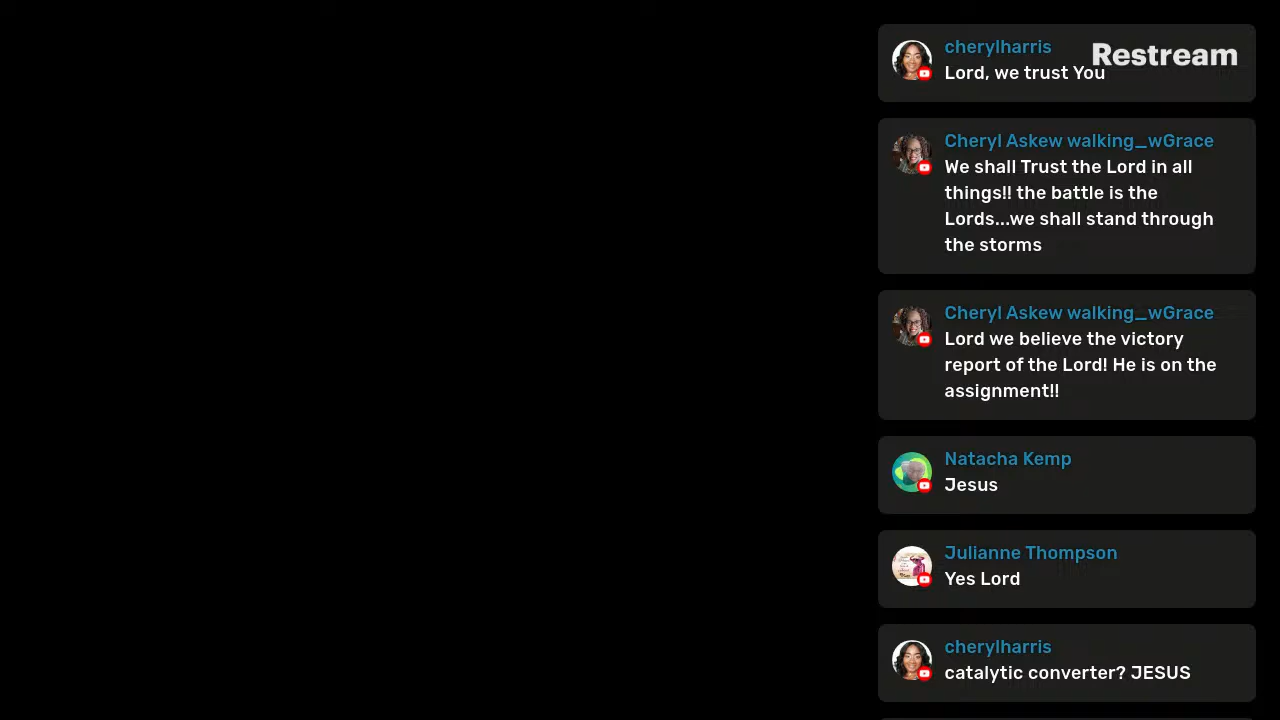 cherylharris
Restream
Lord, we trust You
Cheryl Askew walking_wGrace
We shall Trust the Lord in all
things!! the battle is the
Lords...we shall stand through
the storms
Cheryl Askew walking_wGrace
Lord we believe the victory
report of the Lord! He is on the
assignment!!
Natacha Kemp
Jesus
Julianne Thompson
Yes Lord
cherylharris
catalytic converter? JESUS